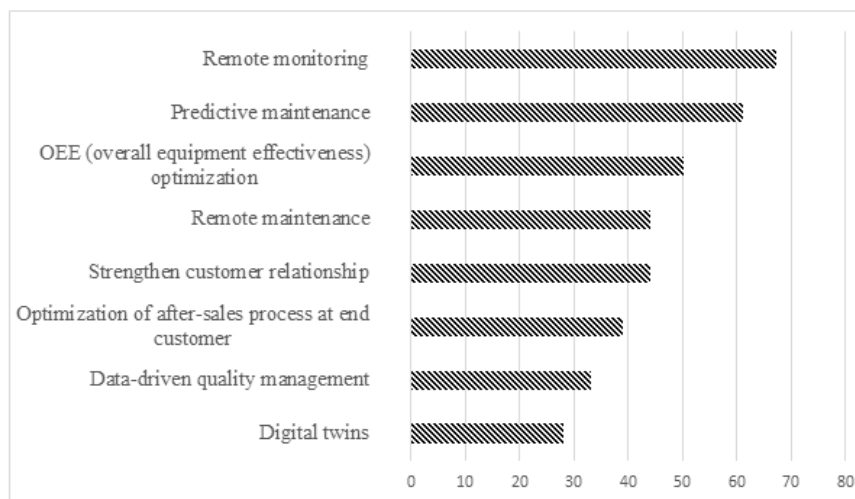 Remote monitoring
Predictive maintenance
OEE (overall equipment effectiveness)
optimization
Remote maintenance
Strengthen customer relationship
Optimization of after-sales process at end
customer
Data-driven quality management
Digital twins
0 10 20 30 40 50 60 70 80